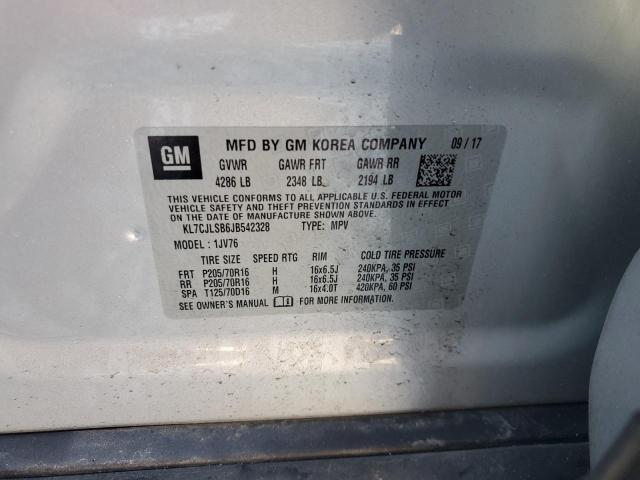 GM
MFD BY GM KOREA COMPANY 09/17
GVWR GAWR FRT GAWR RR
4286 LB 2348 LB 2194 LB
THIS VEHICLE CONFORMS TO ALL APPLICABLE U.S. FEDERAL MOTOR
VEHICLE SAFETY, BUMPER, AND THEFT PREVENTION STANDARDS IN EFFECT
ON THE DATE OF MANUFACTURE SHOWN ABOVE.
KL7CJLSB6JB542328 TYPE: MPV
MODEL : 1JV76
TIRE SIZE SPEED RTG RIM COLD TIRE PRESSURE
FRT P205/70R16 H 16x6.5J 240KPA, 35 PSI
RR P205/70R16 H 16x6.5J 240KPA, 35 PSI
SPA T125/70D16 M 16x4.0T 420KPA, 60 PSI
SEE OWNER'S MANUAL FOR MORE INFORMATION.